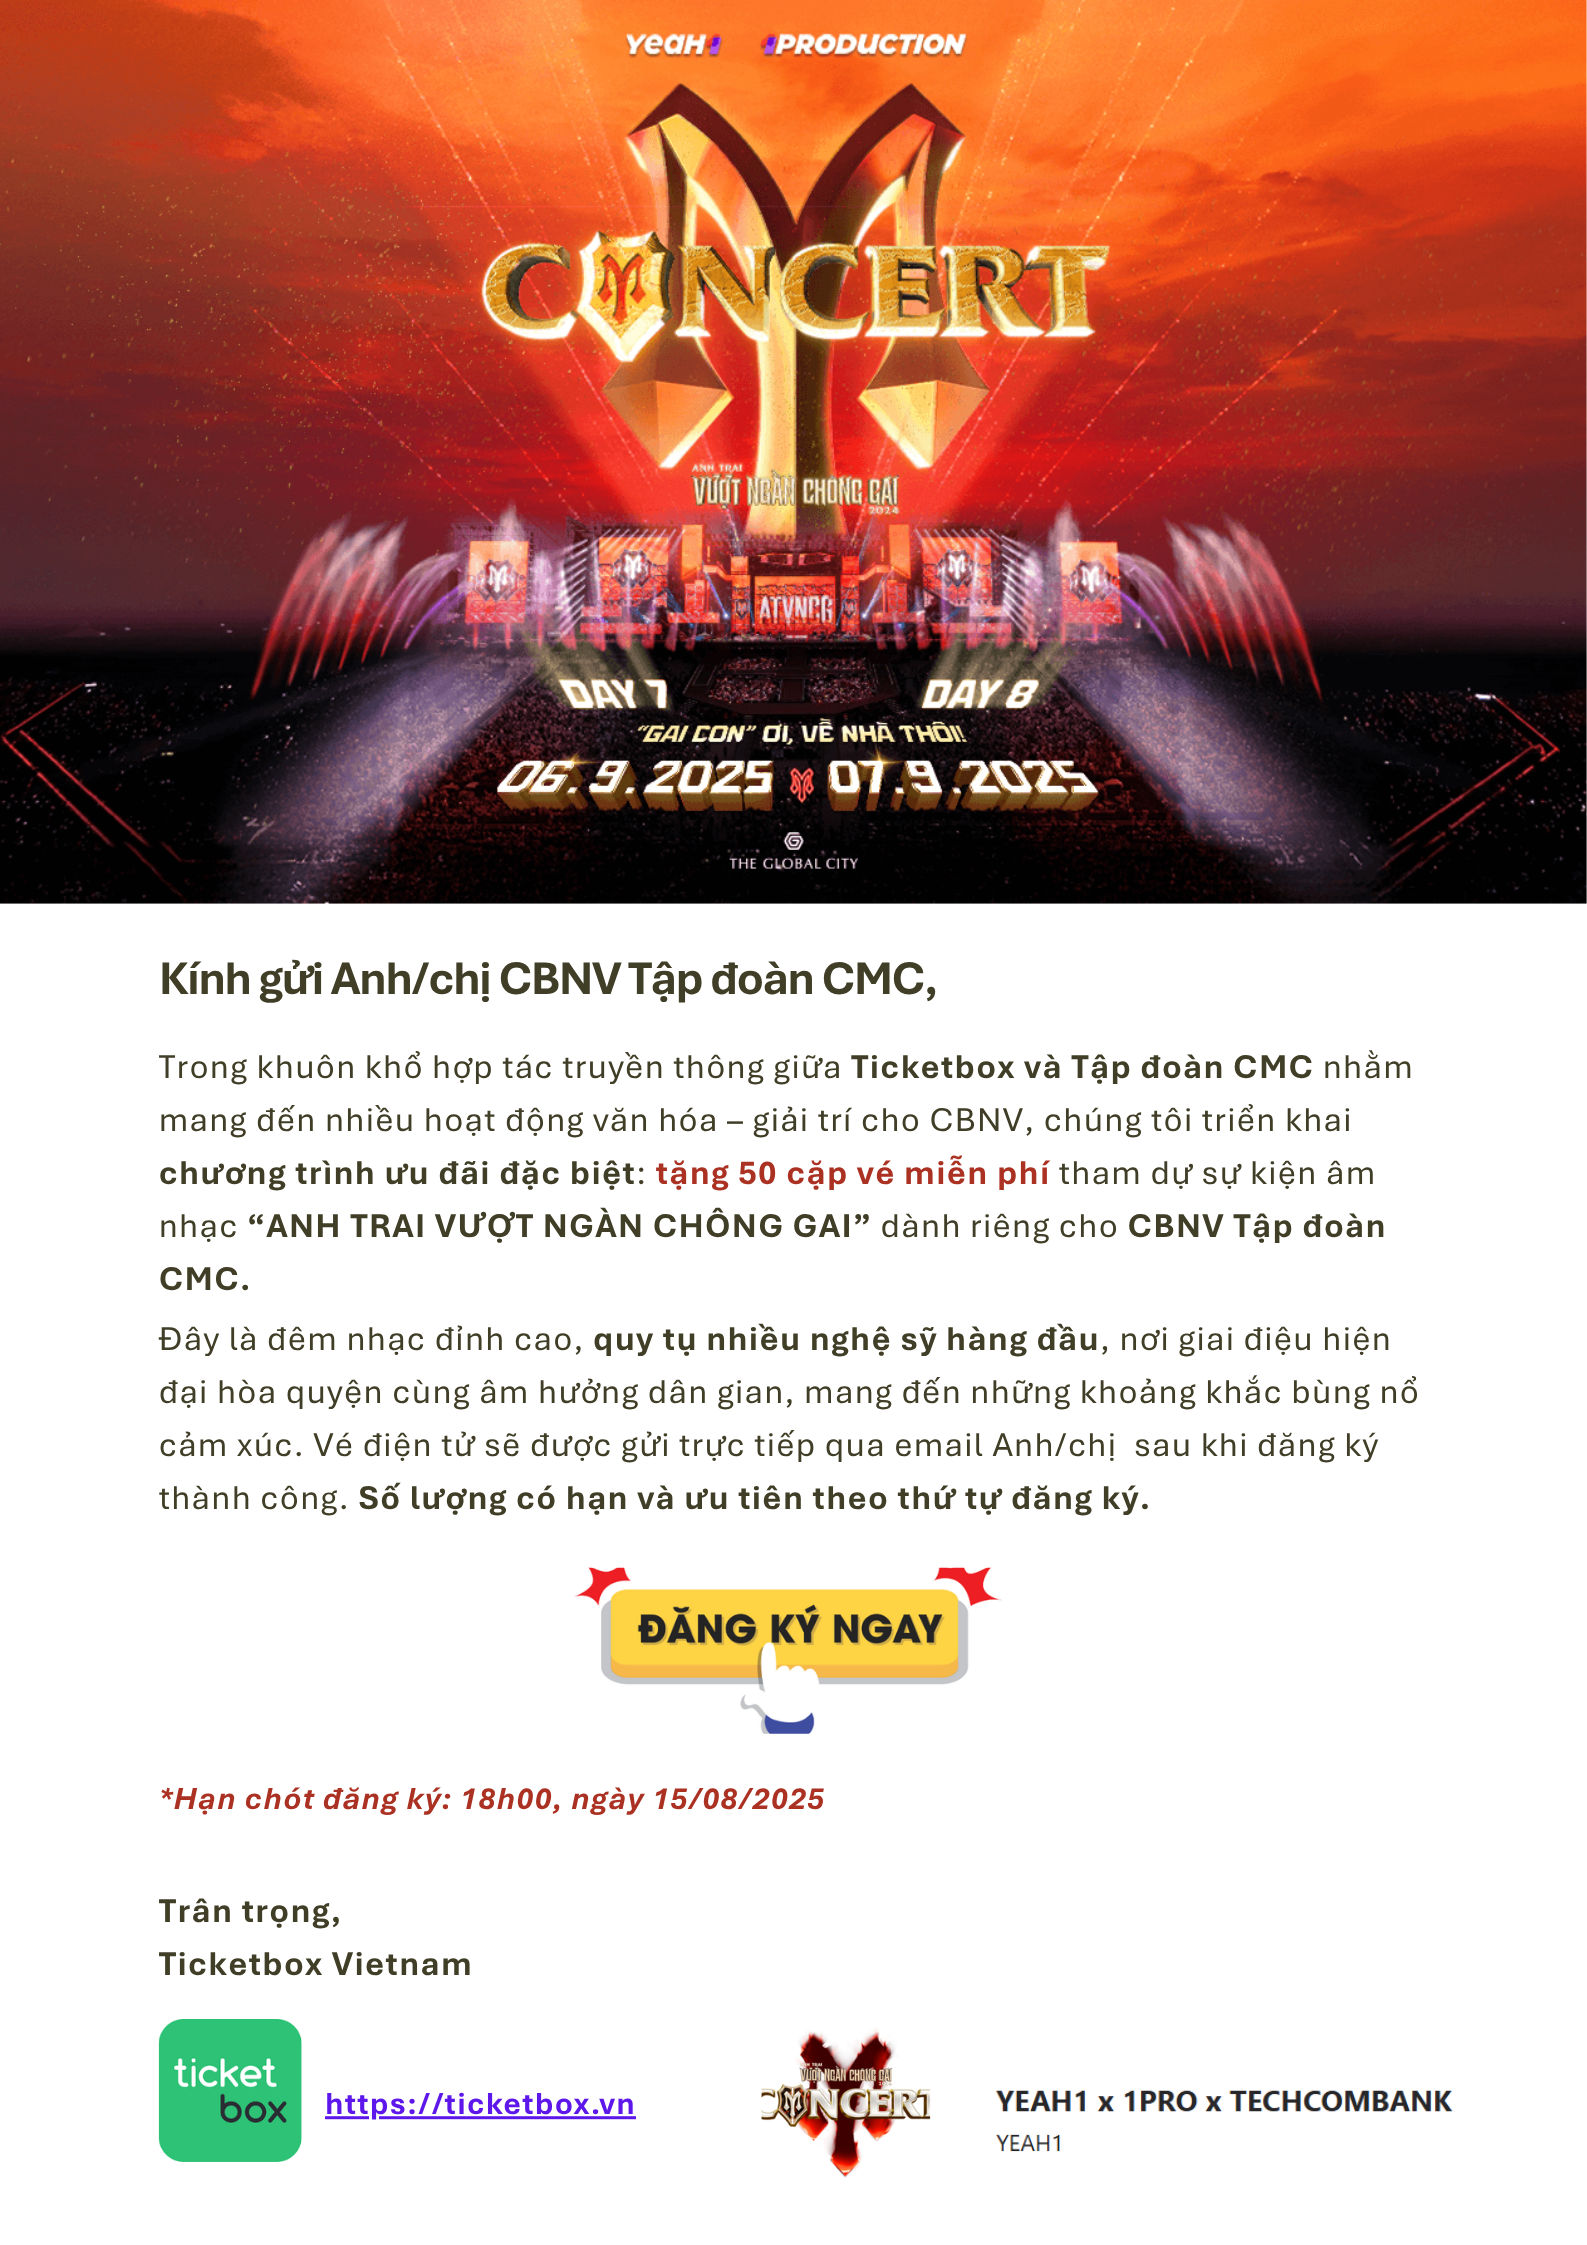 YeaH1 1PRODUCTION
CONCERT
ANH TRAI
VƯỢT NGÀN CHÔNG GAI
2024
ATVNCG
DAY 7 DAY 8
"GAI CON" ƠI, VỀ NHÀ THÔI!
06.9.2025 07.9.2025
THE GLOBAL CITY
Kính gửi Anh/chị CBNV Tập đoàn CMC,
Trong khuôn khổ hợp tác truyền thông giữa Ticketbox và Tập đoàn CMC nhằm
mang đến nhiều hoạt động văn hóa – giải trí cho CBNV, chúng tôi triển khai
chương trình ưu đãi đặc biệt: tặng 50 cặp vé miễn phí tham dự sự kiện âm
nhạc “ANH TRAI VƯỢT NGÀN CHÔNG GAI” dành riêng cho CBNV Tập đoàn
CMC.
Đây là đêm nhạc đỉnh cao, quy tụ nhiều nghệ sỹ hàng đầu, nơi giai điệu hiện
đại hòa quyện cùng âm hưởng dân gian, mang đến những khoảng khắc bùng nổ
cảm xúc. Vé điện tử sẽ được gửi trực tiếp qua email Anh/chị sau khi đăng ký
thành công. Số lượng có hạn và ưu tiên theo thứ tự đăng ký.
ĐĂNG KÝ NGAY
*Hạn chót đăng ký: 18h00, ngày 15/08/2025
Trân trọng,
Ticketbox Vietnam
ticket
box
https://ticketbox.vn
ANH TRAI
VƯỢT NGÀN CHÔNG GAI
CONCERT
YEAH1 x 1PRO x TECHCOMBANK
YEAH1